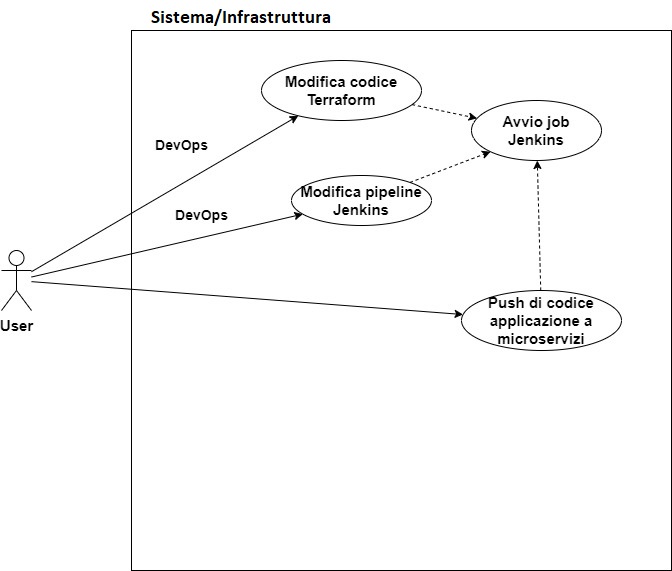 Sistema/Infrastruttura
Modifica codice
Terraform
Avvio job
Jenkins
DevOps
Modifica pipeline
Jenkins
DevOps
User
Push di codice
applicazione a
microservizi